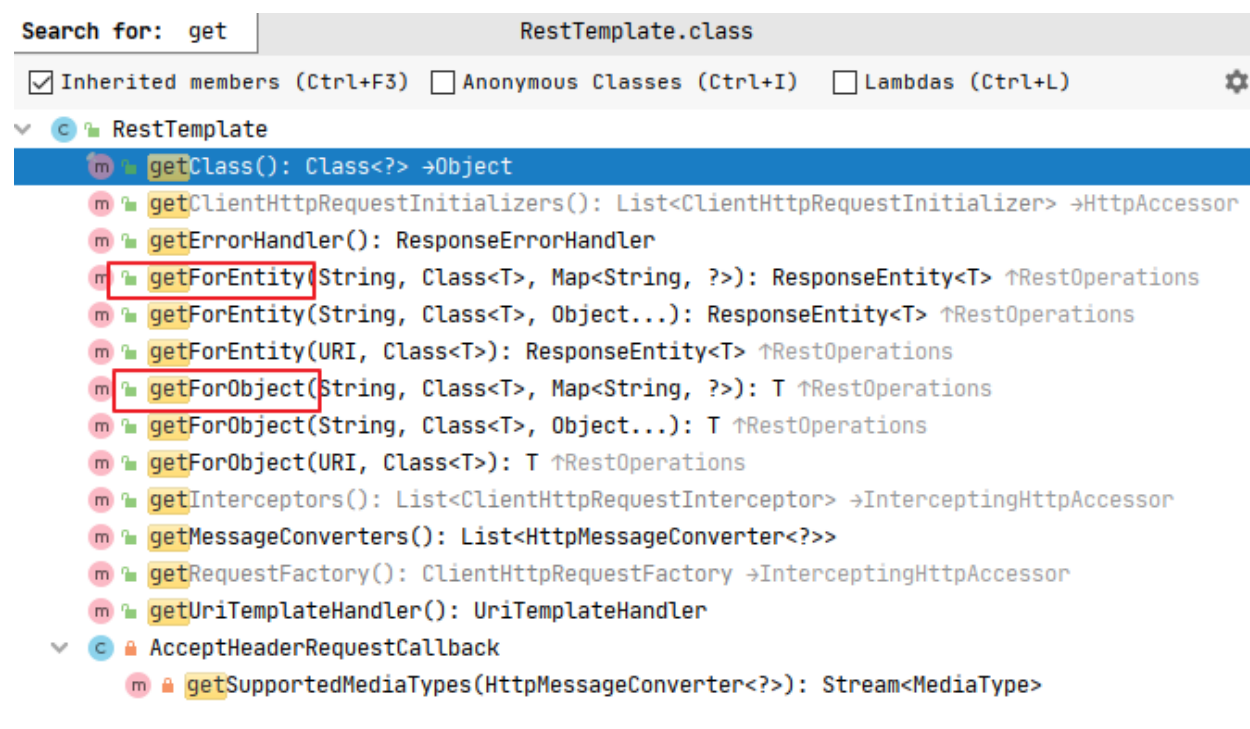 Search for: get RestTemplate.class
Inherited members (Ctrl+F3) Anonymous Classes (Ctrl+I) Lambdas (Ctrl+L)
C RestTemplate
m getClass(): Class<?> →Object
m getClientHttpRequestInitializers(): List<ClientHttpRequestInitializer> →HttpAccessor
m getErrorHandler(): ResponseErrorHandler
m getForEntity(String, Class<T>, Map<String, ?>): ResponseEntity<T> ↑RestOperations
m getForEntity(String, Class<T>, Object...): ResponseEntity<T> ↑RestOperations
m getForEntity(URI, Class<T>): ResponseEntity<T> ↑RestOperations
m getForObject(String, Class<T>, Map<String, ?>): T ↑RestOperations
m getForObject(String, Class<T>, Object...): T ↑RestOperations
m getForObject(URI, Class<T>): T ↑RestOperations
m getInterceptors(): List<ClientHttpRequestInterceptor> →InterceptingHttpAccessor
m getMessageConverters(): List<HttpMessageConverter<?>>
m getRequestFactory(): ClientHttpRequestFactory →InterceptingHttpAccessor
m getUriTemplateHandler(): UriTemplateHandler
C AcceptHeaderRequestCallback
m getSupportedMediaTypes(HttpMessageConverter<?>): Stream<MediaType>